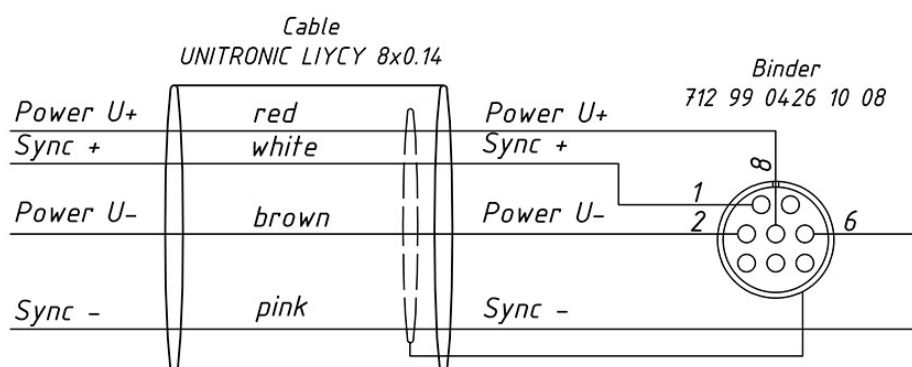 Cable
UNITRONIC LIYCY 8x0.14
Binder
712 99 0426 10 08
Power U+ red Power U+
Sync + white Sync +
8
1
Power U- brown Power U- 2 6
Sync - pink Sync -